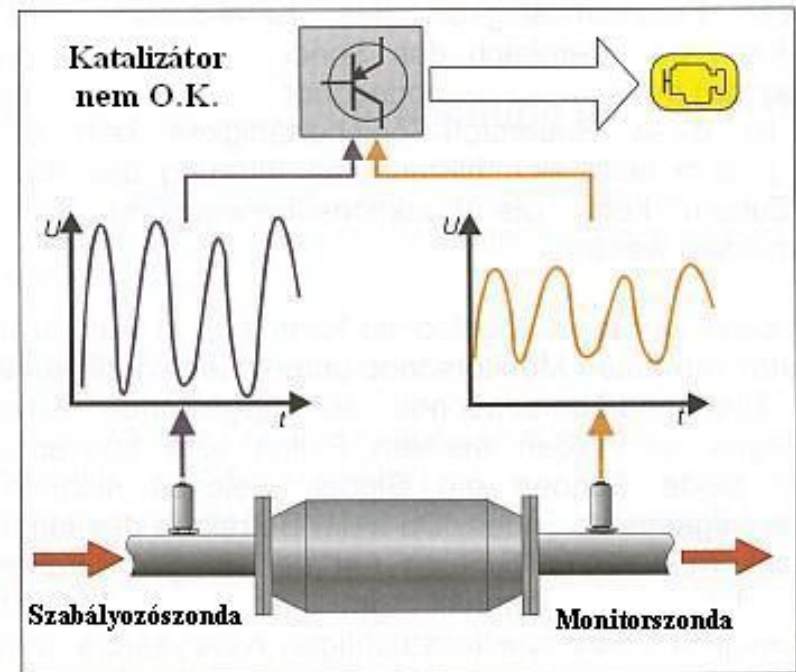 Katalizátor
nem O.K.
U
t
U
t
Szabályozószonda
Monitorszonda